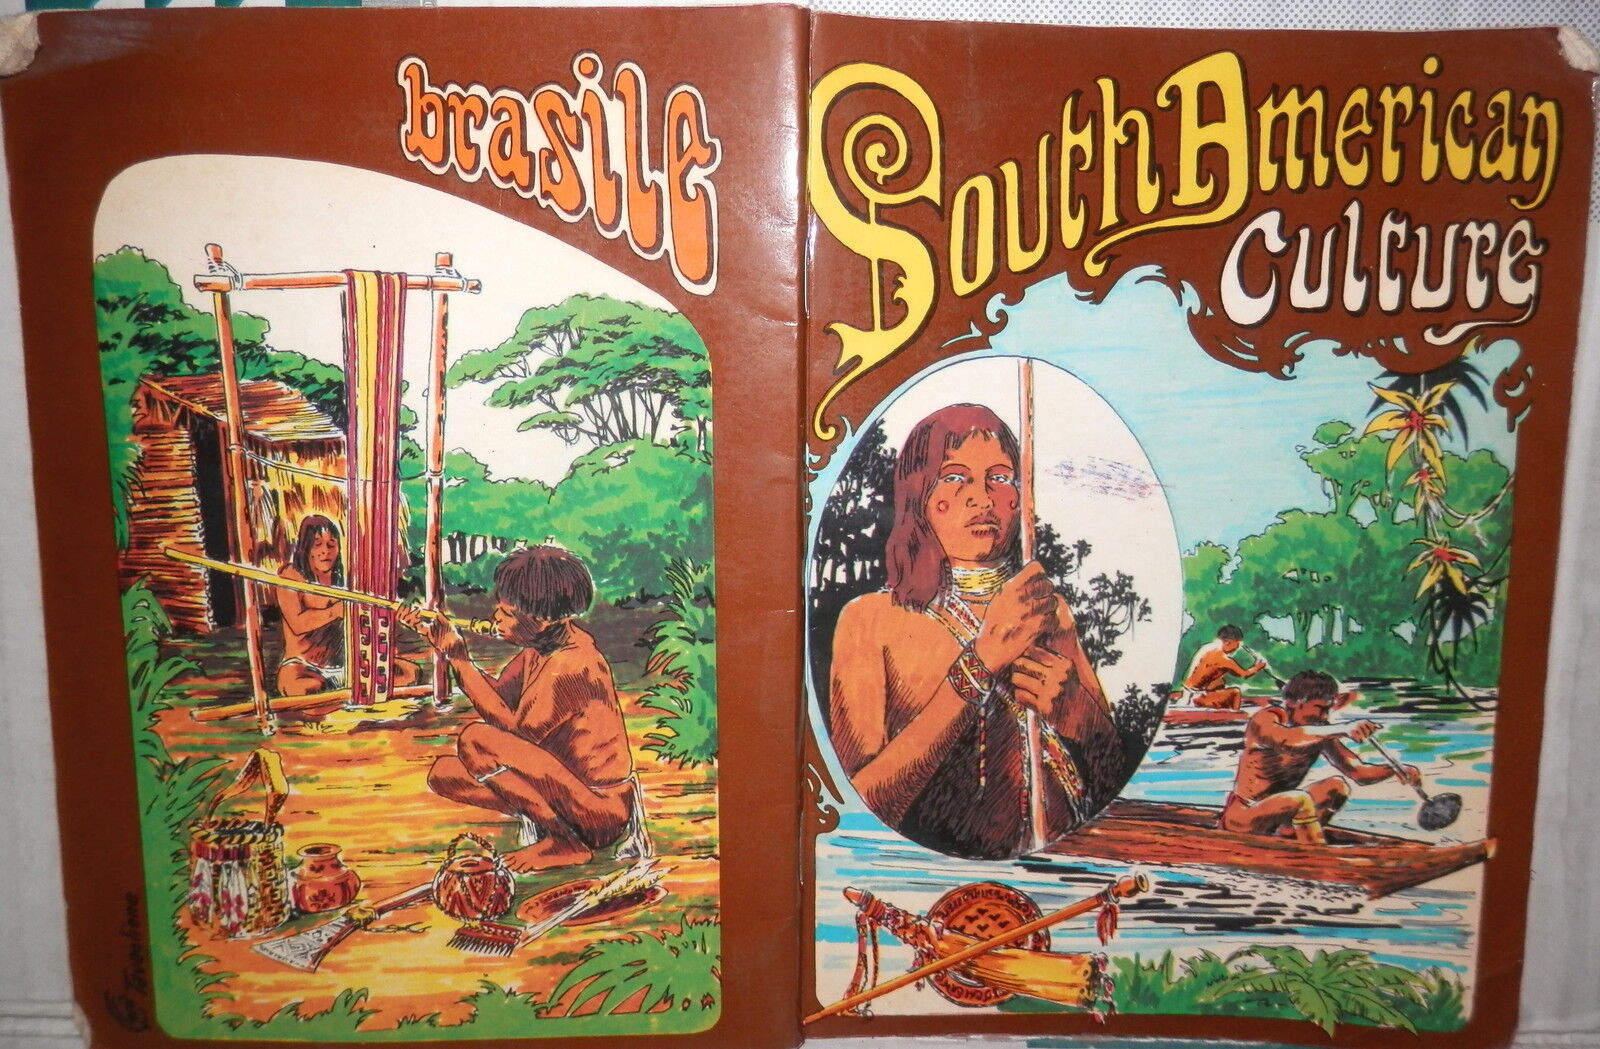 brasile
South American
Culture